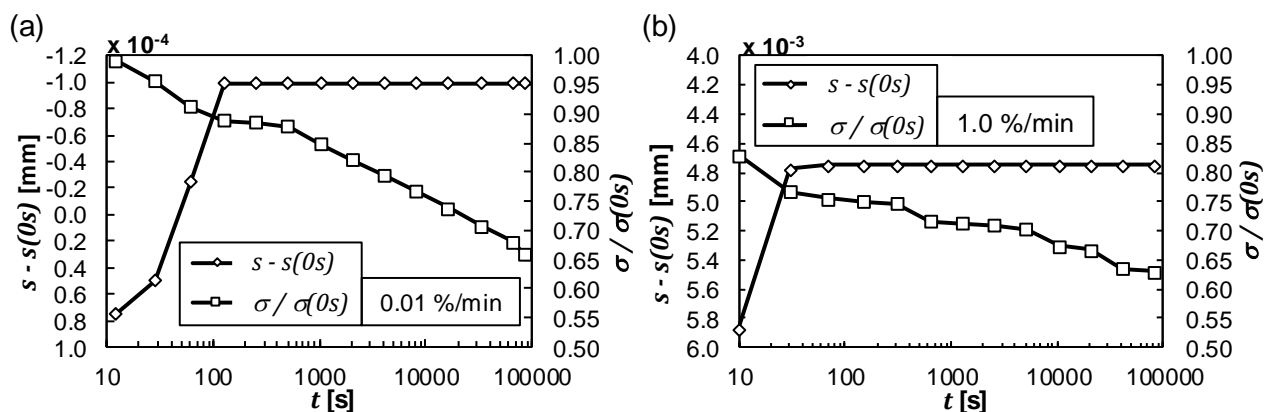 (a)
x 10⁻⁴
s - s(0s) [mm]
-1.2
-1.0
-0.8
-0.6
-0.4
-0.2
0.0
0.2
0.4
0.6
0.8
1.0
s - s(0s)
σ / σ(0s)
0.01 %/min
1.00
0.95
0.90
0.85
0.80
0.75
0.70
0.65
0.60
0.55
0.50
σ / σ(0s)
10 100 1000 10000 100000
t [s]
(b)
x 10⁻³
s - s(0s) [mm]
4.0
4.2
4.4
4.6
4.8
5.0
5.2
5.4
5.6
5.8
6.0
s - s(0s)
σ / σ(0s)
1.0 %/min
1.00
0.95
0.90
0.85
0.80
0.75
0.70
0.65
0.60
0.55
0.50
σ / σ(0s)
10 100 1000 10000 100000
t [s]